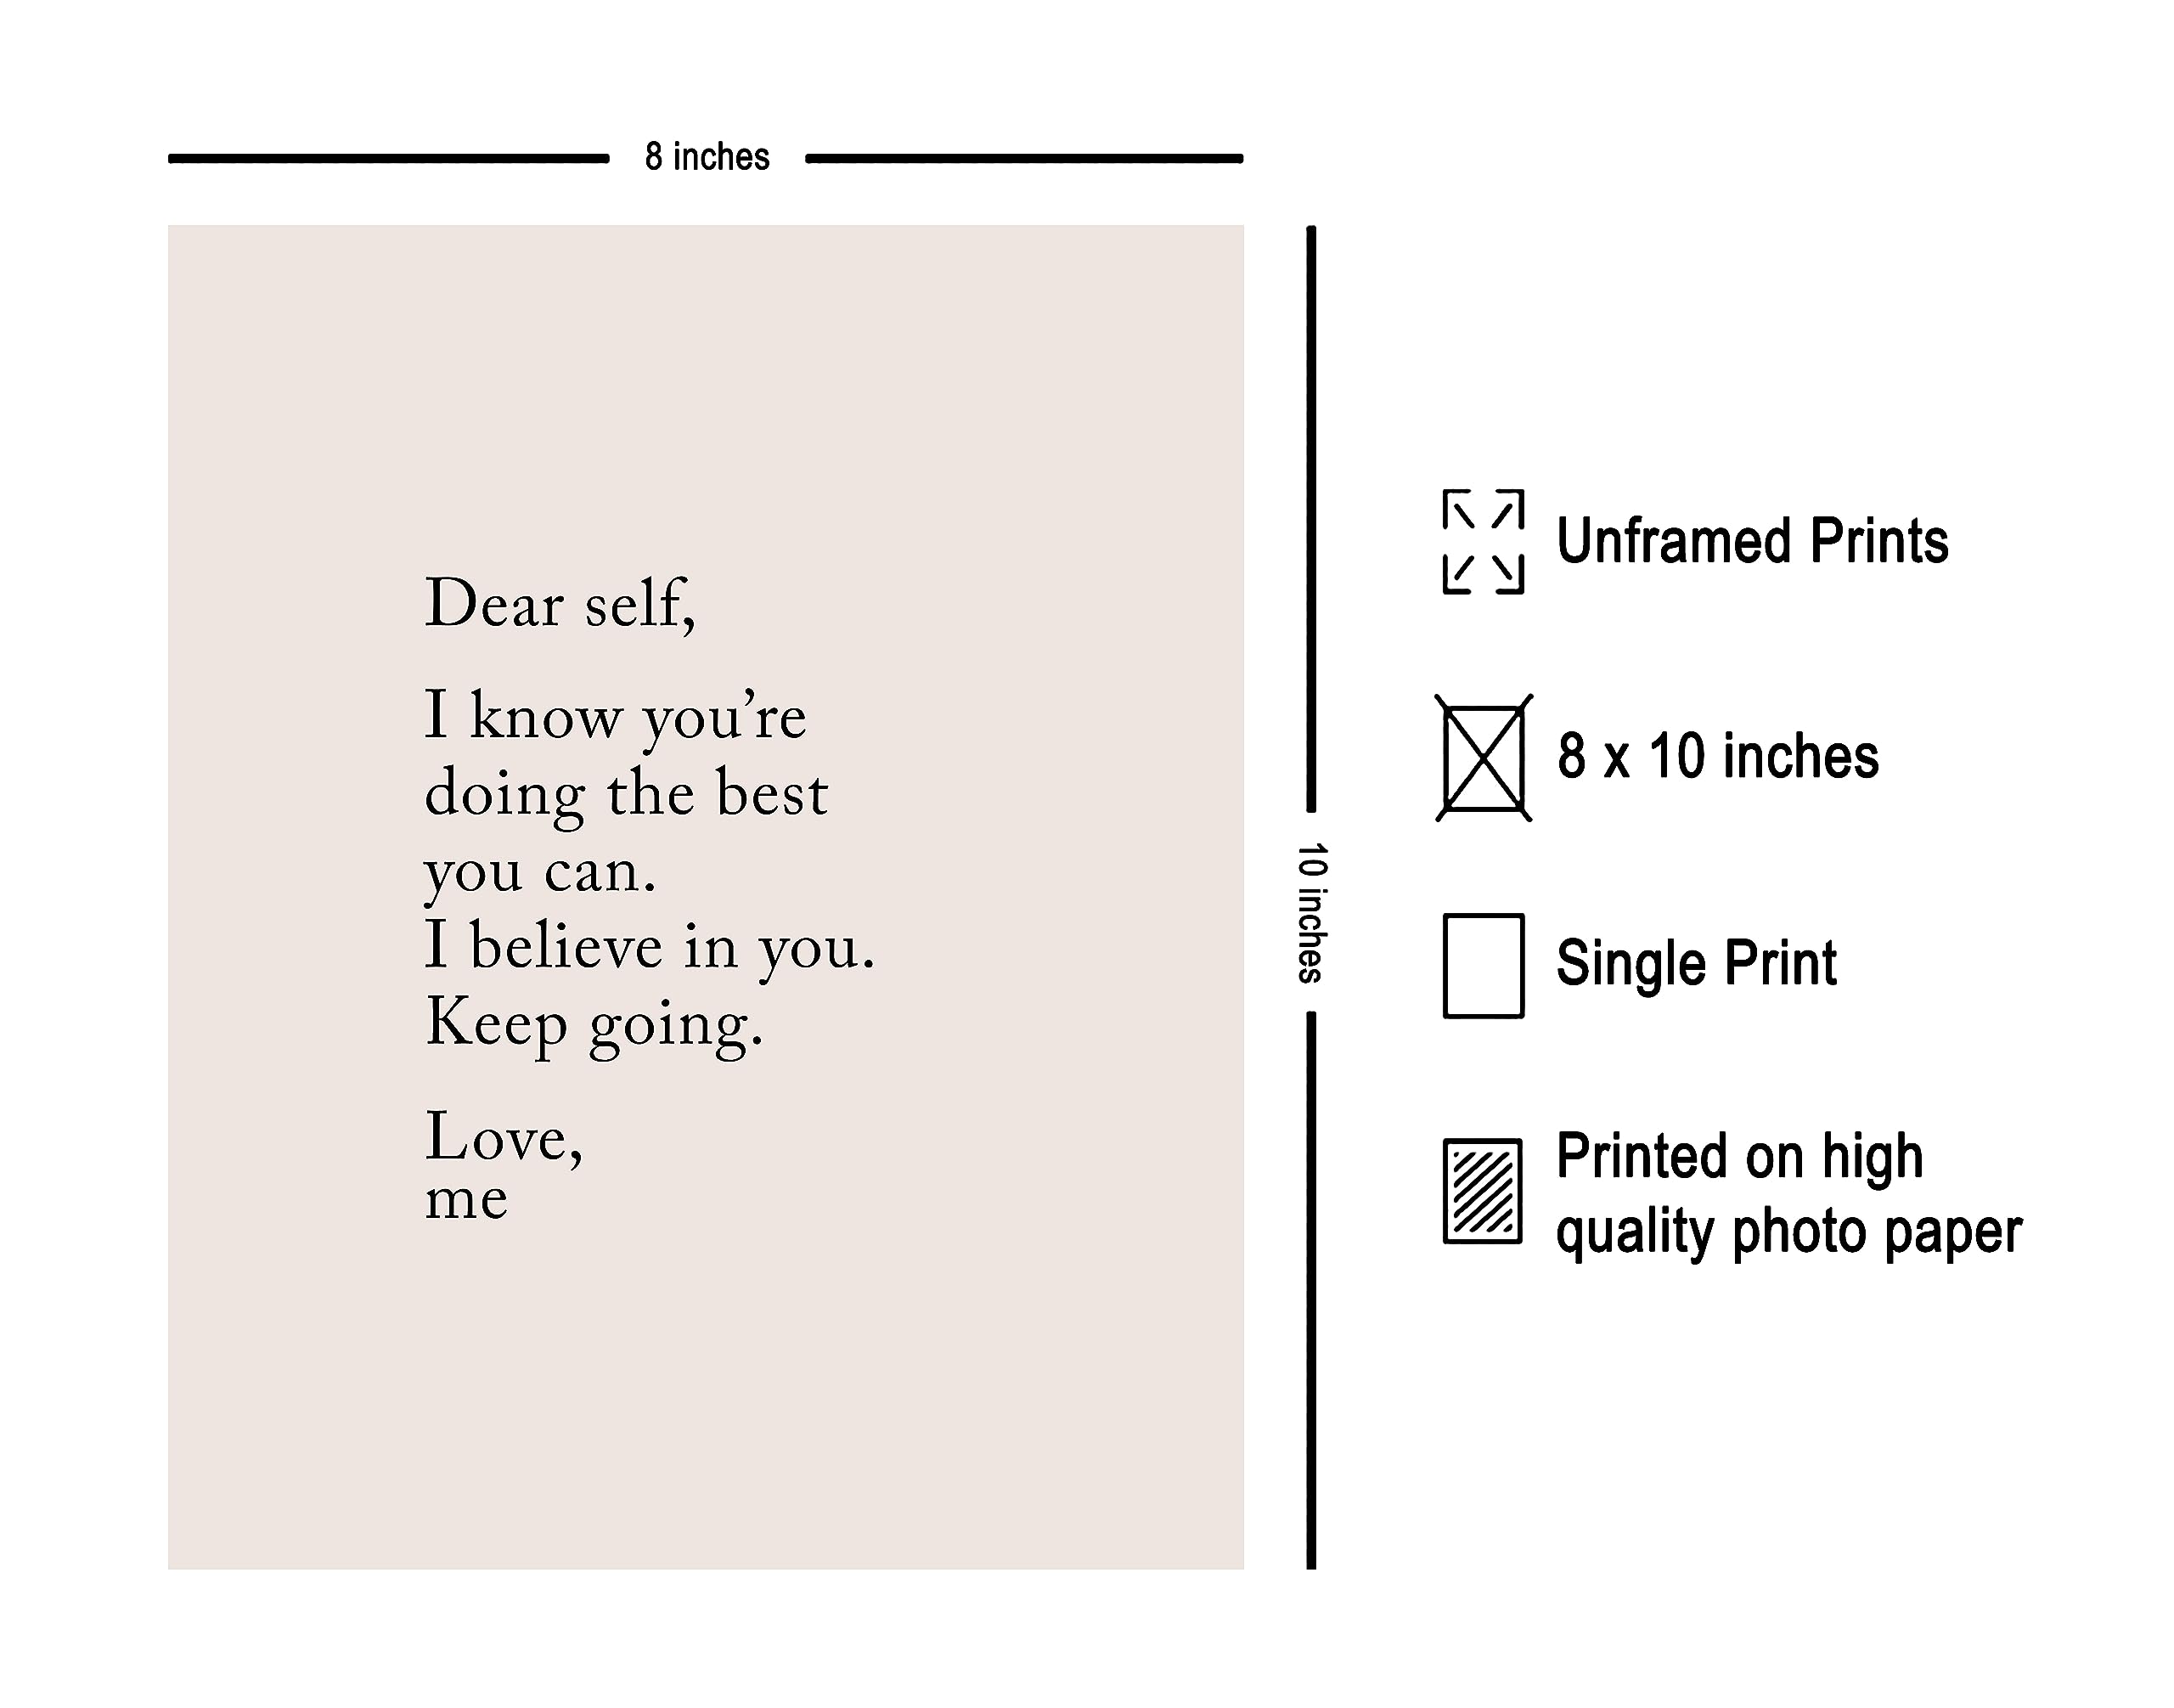 8 inches
Dear self,
I know you’re
doing the best
you can.
I believe in you.
Keep going.
Love,
me
10 inches
Unframed Prints
8 x 10 inches
Single Print
Printed on high
quality photo paper